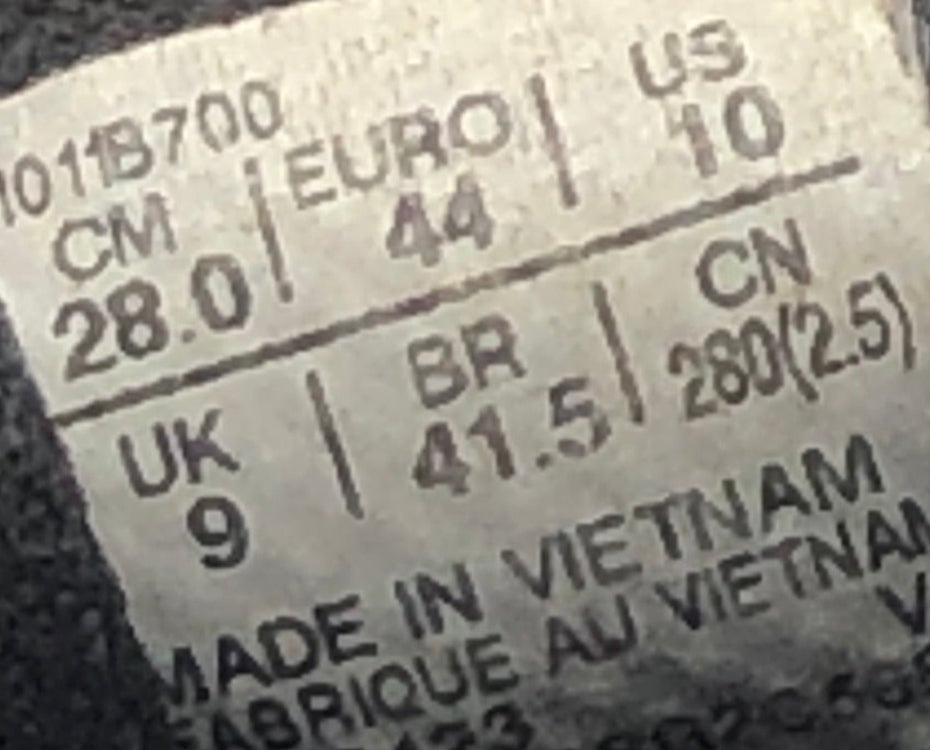 1011B700
CM EURO US
28.0 44 10
UK BR CN
9 41.5 280(2.5)
MADE IN VIETNAM
FABRIQUE AU VIETNAM